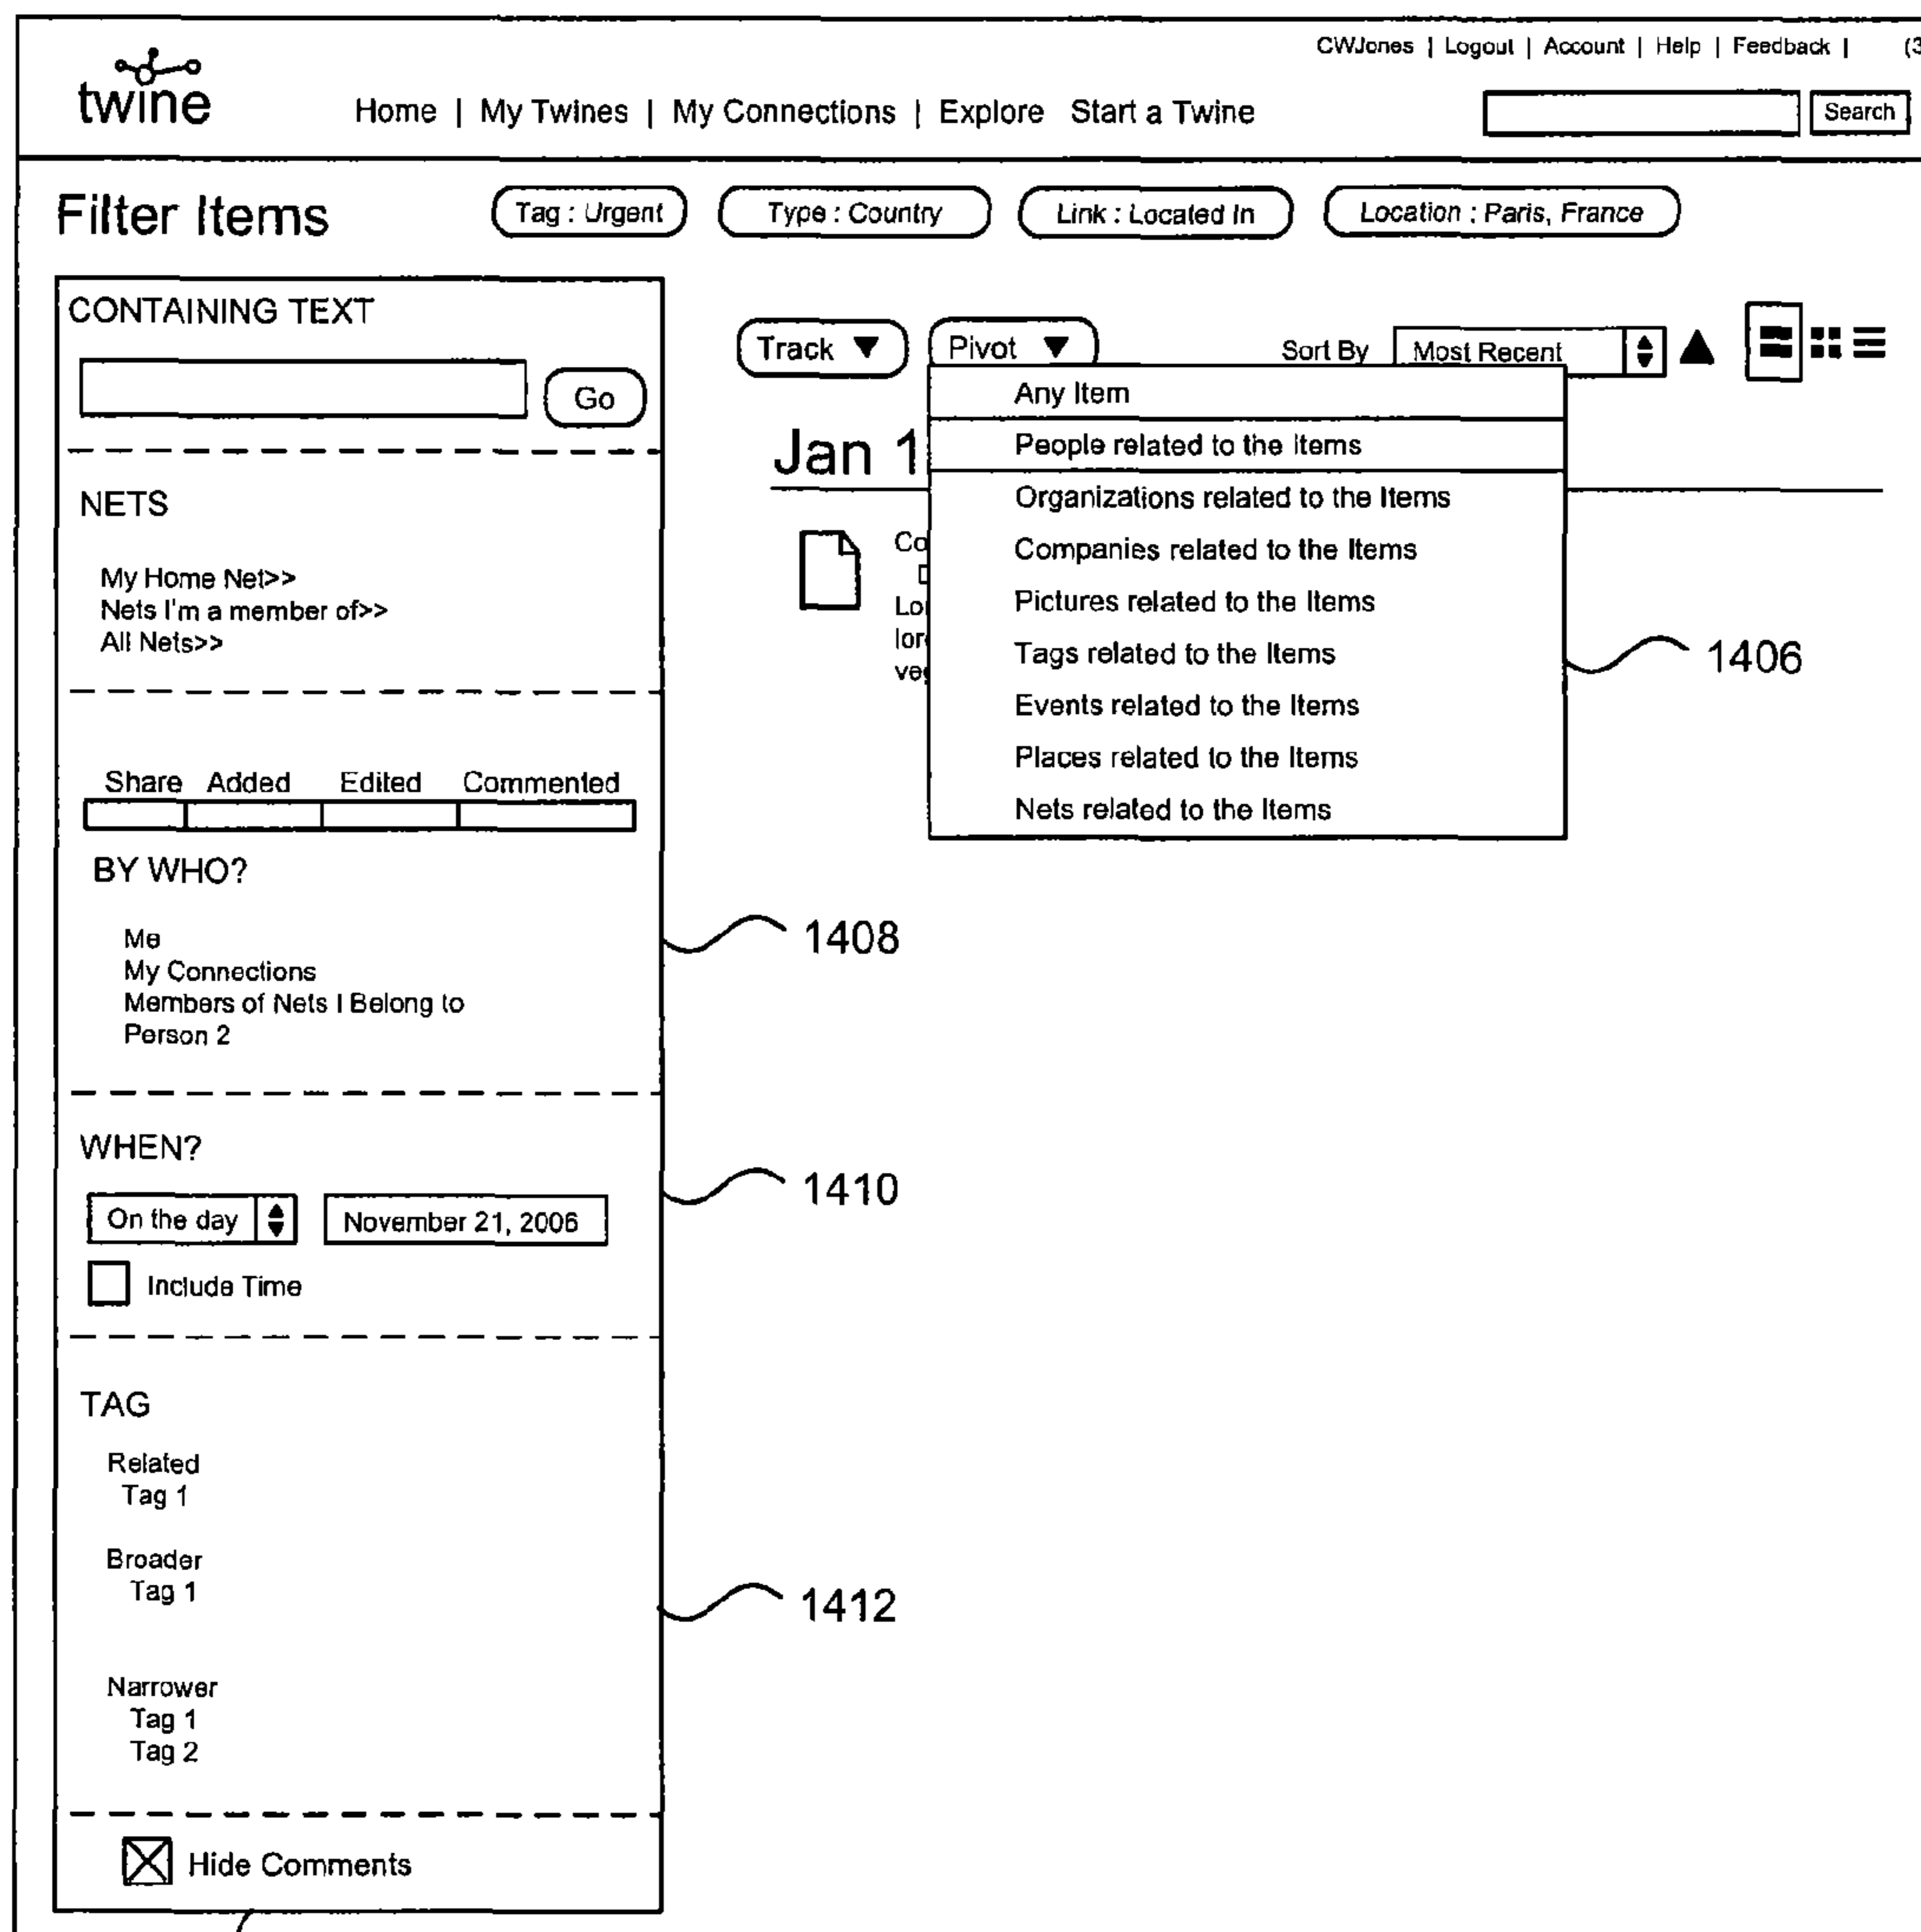 CWJones | Logout | Account | Help | Feedback | (3
twine
Home | My Twines | My Connections | Explore Start a Twine
Search
Filter Items
Tag : Urgent
Type : Country
Link : Located In
Location : Paris, France
CONTAINING TEXT
Go
NETS
My Home Net>>
Nets I'm a member of>>
All Nets>>
Share Added Edited Commented
BY WHO?
Me
My Connections
Members of Nets I Belong to
Person 2
1408
WHEN?
1410
On the day
November 21, 2006
Include Time
TAG
Related
Tag 1
Broader
Tag 1
1412
Narrower
Tag 1
Tag 2
Hide Comments
Track
Pivot
Sort By
Most Recent
Any Item
People related to the Items
Organizations related to the Items
Companies related to the Items
Pictures related to the Items
Tags related to the Items
Events related to the Items
Places related to the Items
Nets related to the Items
1406
Jan 1
Co
Lo
lor